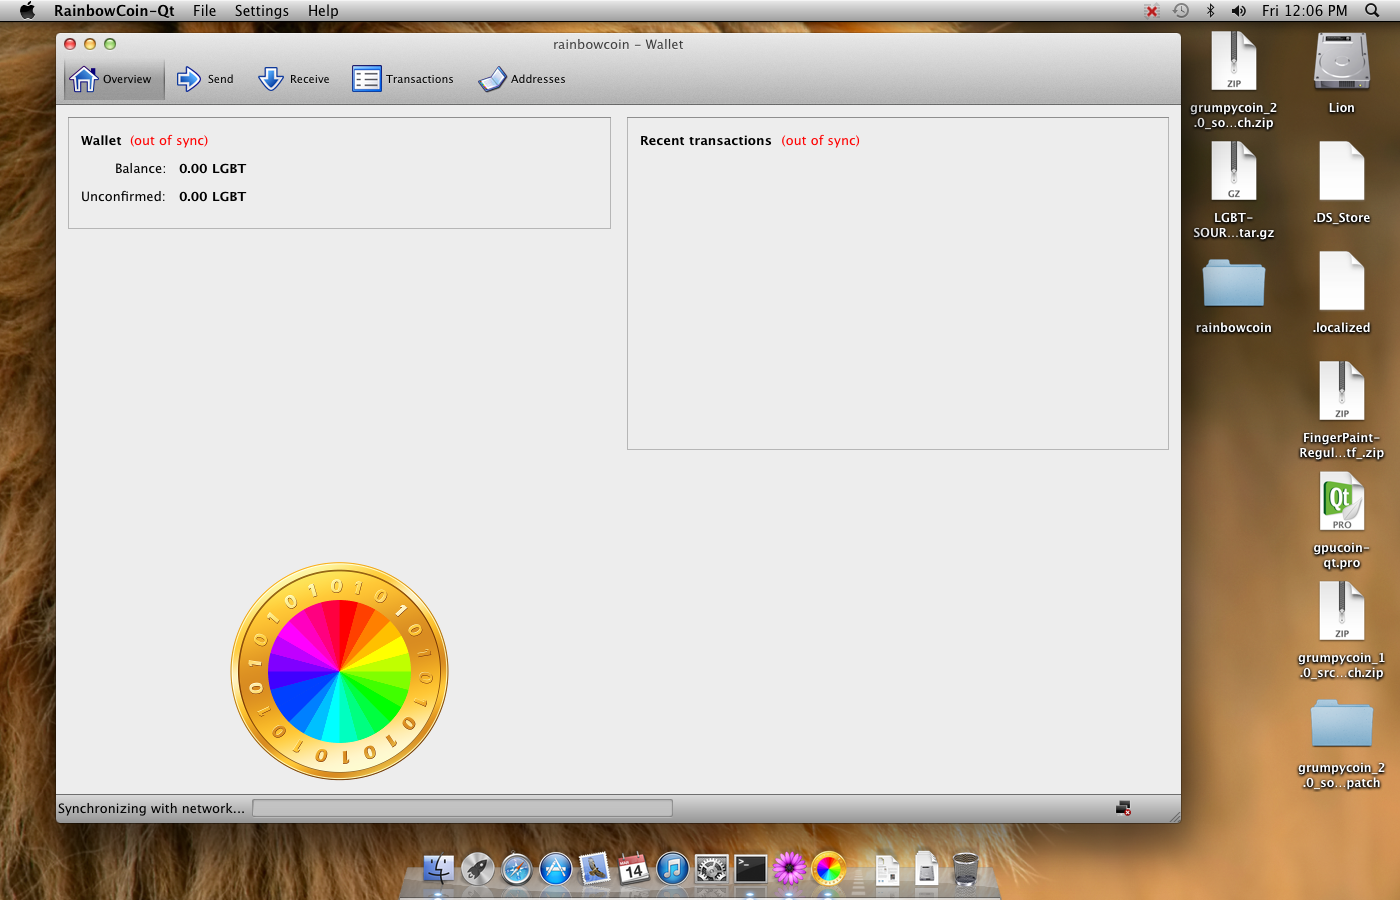 RainbowCoin-Qt File Settings Help
Fri 12:06 PM
rainbowcoin - Wallet
Overview Send Receive Transactions Addresses
Wallet (out of sync)
Balance: 0.00 LGBT
Unconfirmed: 0.00 LGBT
Recent transactions (out of sync)
1 0 1 0 1 0 1 0 1 0 1 0 1 0 1 0 1 0 1 0 1 0
Synchronizing with network...
ZIP
grumpycoin_2
.0_so...ch.zip
Lion
GZ
LGBT-
SOUR...tar.gz
.DS_Store
rainbowcoin
.localized
ZIP
FingerPaint-
Regul...tf_.zip
Qt
PRO
gpucoin-
qt.pro
ZIP
grumpycoin_1
.0_src...ch.zip
grumpycoin_2
.0_so...patch
MAR
14